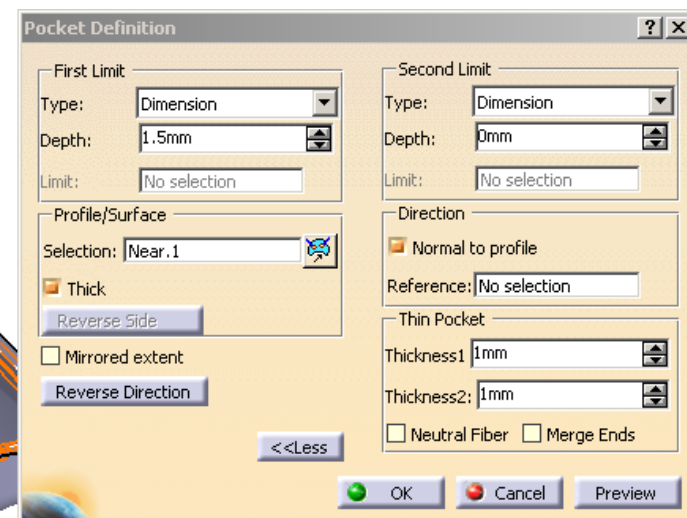 Pocket Definition
First Limit
Type: Dimension
Depth: 1.5mm
Limit: No selection
Profile/Surface
Selection: Near.1
Thick
Reverse Side
Mirrored extent
Reverse Direction
<<Less
Second Limit
Type: Dimension
Depth: 0mm
Limit: No selection
Direction
Normal to profile
Reference: No selection
Thin Pocket
Thickness1 1mm
Thickness2: 1mm
Neutral Fiber Merge Ends
OK Cancel Preview